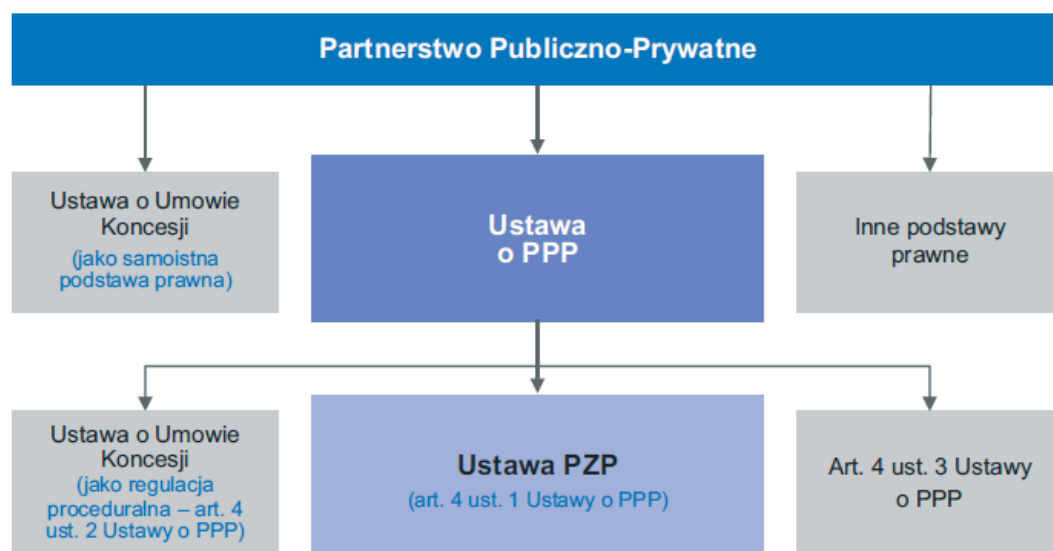 Partnerstwo Publiczno-Prywatne
Ustawa o Umowie
Koncesji
(jako samoistna
podstawa prawna)
Ustawa
o PPP
Inne podstawy
prawne
Ustawa o Umowie
Koncesji
(jako regulacja
proceduralna – art. 4
ust. 2 Ustawy o PPP)
Ustawa PZP
(art. 4 ust. 1 Ustawy o PPP)
Art. 4 ust. 3 Ustawy
o PPP